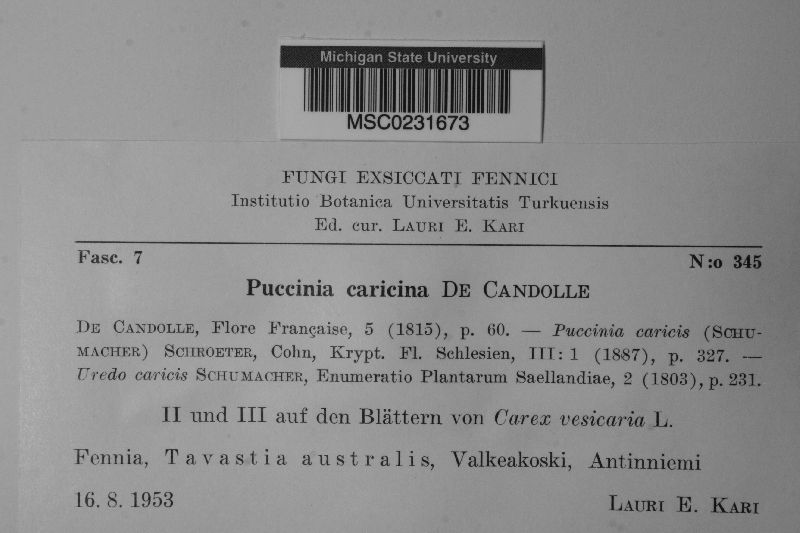 Michigan State University
MSC0231673
FUNGI EXSICCATI FENNICI
Institutio Botanica Universitatis Turkuensis
Ed. cur. LAURI E. KARI
Fasc. 7 N:o 345
Puccinia caricina DE CANDOLLE
DE CANDOLLE, Flore Française, 5 (1815), p. 60. — Puccinia caricis (SCHU-
MACHER) SCHROETER, Cohn, Krypt. Fl. Schlesien, III: 1 (1887), p. 327. —
Uredo caricis SCHUMACHER, Enumeratio Plantarum Saellandiae, 2 (1803), p. 231.
II und III auf den Blättern von Carex vesicaria L.
Fennia, Tavastia australis, Valkeakoski, Antinniemi
16. 8. 1953 LAURI E. KARI